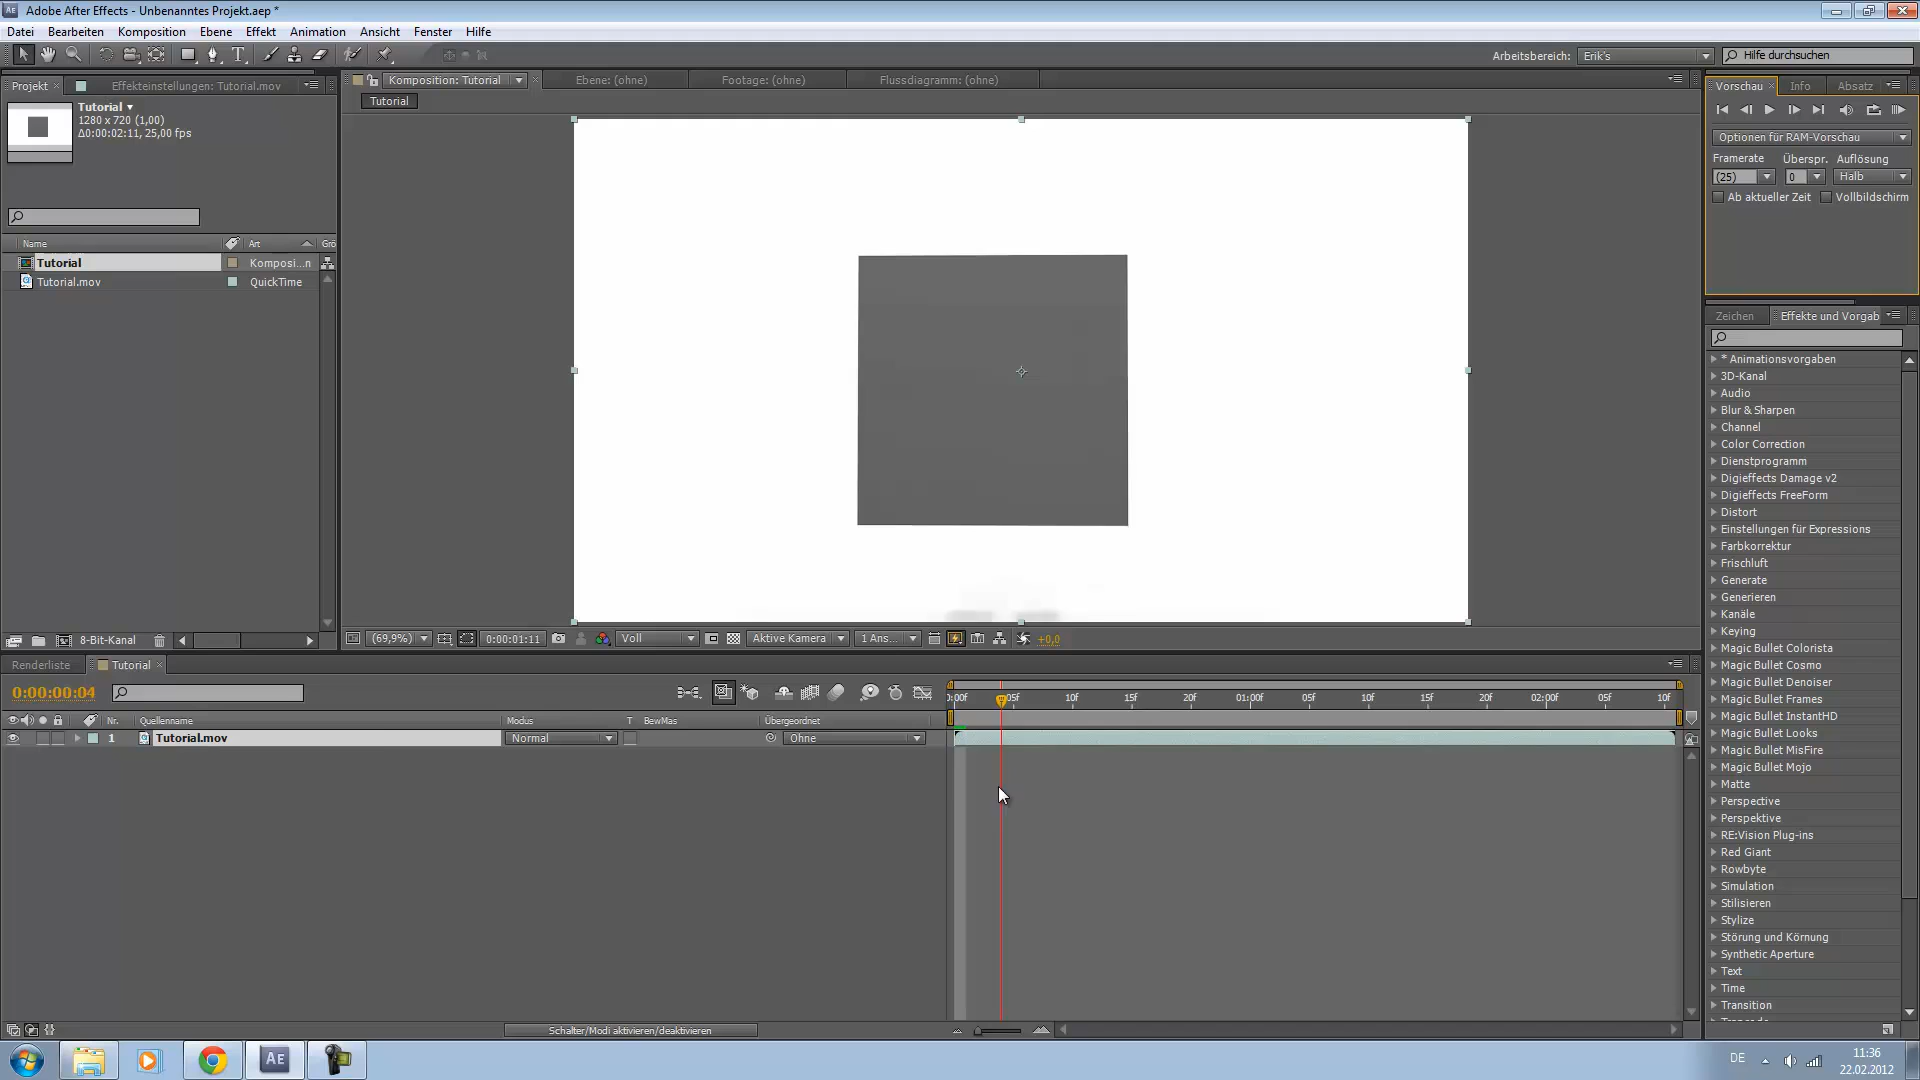 Adobe After Effects - Unbenanntes Projekt.aep *
Datei Bearbeiten Komposition Ebene Effekt Animation Ansicht Fenster Hilfe
Arbeitsbereich: Erik's Hilfe durchsuchen
Projekt Effekteinstellungen: Tutorial.mov
Komposition: Tutorial Ebene: (ohne) Footage: (ohne) Flussdiagramm: (ohne)
Tutorial
Tutorial
1280 x 720 (1,00)
Δ0:00:02:11, 25,00 fps
Name Art Grö
Tutorial Komposi...n
Tutorial.mov QuickTime
8-Bit-Kanal
(69,9%) 0:00:01:11 Voll Aktive Kamera 1 Ans... +0,0
Vorschau Info Absatz
Optionen für RAM-Vorschau
Framerate Überspr. Auflösung
(25) 0 Halb
Ab aktueller Zeit Vollbildschirm
Zeichen Effekte und Vorgab
* Animationsvorgaben
3D-Kanal
Audio
Blur & Sharpen
Channel
Color Correction
Dienstprogramm
Digieffects Damage v2
Digieffects FreeForm
Distort
Einstellungen für Expressions
Farbkorrektur
Frischluft
Generate
Generieren
Kanäle
Keying
Magic Bullet Colorista
Magic Bullet Cosmo
Magic Bullet Denoiser
Magic Bullet Frames
Magic Bullet InstantHD
Magic Bullet Looks
Magic Bullet MisFire
Magic Bullet Mojo
Matte
Perspective
Perspektive
RE:Vision Plug-ins
Red Giant
Rowbyte
Simulation
Stilisieren
Stylize
Störung und Körnung
Synthetic Aperture
Text
Time
Transition
Renderliste Tutorial
0:00:00:04
0:00f 05f 10f 15f 20f 01:00f 05f 10f 15f 20f 02:00f 05f 10f
Nr. Quellenname Modus T BewMas Übergeordnet
1 Tutorial.mov Normal Ohne
Schalter/Modi aktivieren/deaktivieren
AE
DE
11:36
22.02.2012